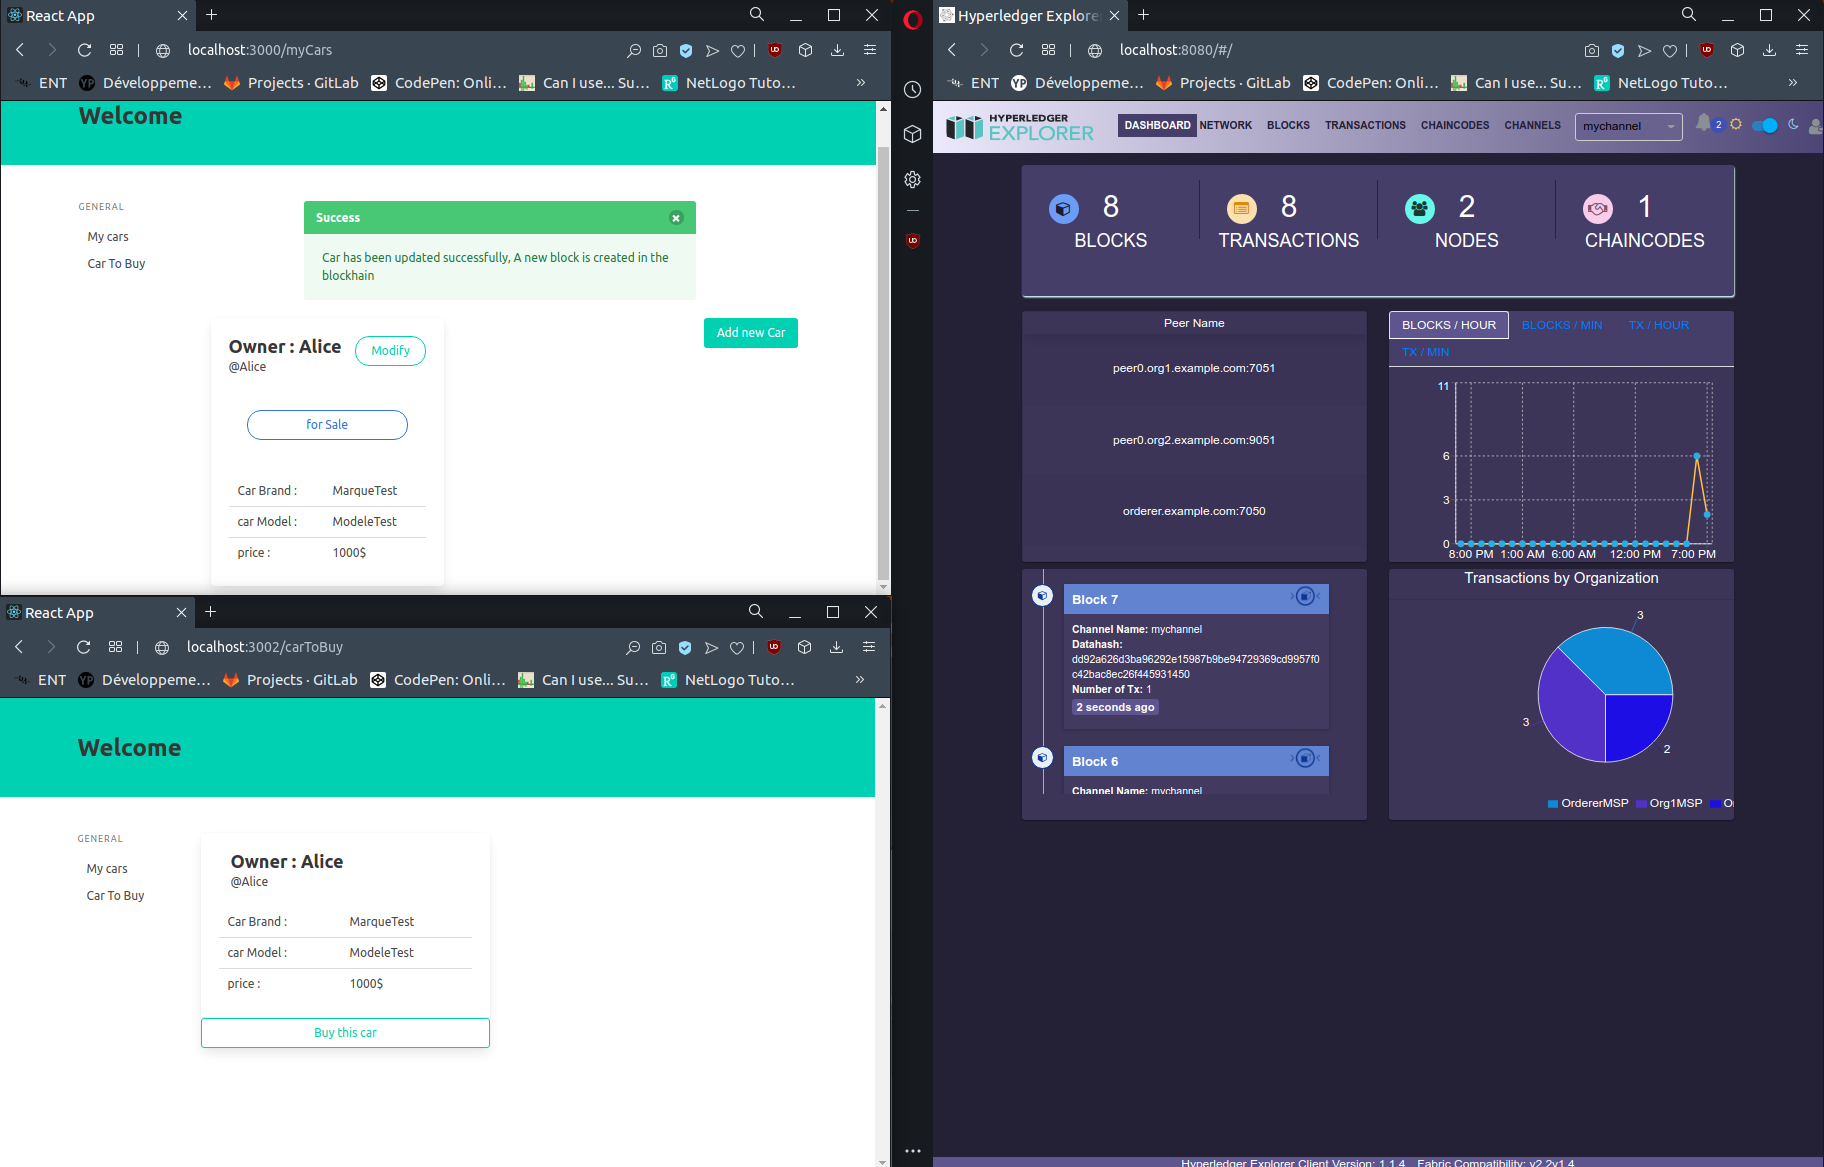 React App
localhost:3000/myCars
ENT
Développeme...
Projects · GitLab
CodePen: Onli...
Can I use... Su...
NetLogo Tuto...
Welcome
GENERAL
My cars
Car To Buy
Success
Car has been updated successfully, A new block is created in the
blockhain
Add new Car
Owner : Alice
@Alice
Modify
for Sale
Car Brand : MarqueTest
car Model : ModeleTest
price : 1000$
React App
localhost:3002/carToBuy
ENT
Développeme...
Projects · GitLab
CodePen: Onli...
Can I use... Su...
NetLogo Tuto...
Welcome
GENERAL
My cars
Car To Buy
Owner : Alice
@Alice
Car Brand : MarqueTest
car Model : ModeleTest
price : 1000$
Buy this car
Hyperledger Explore
localhost:8080/#/
ENT
Développeme...
Projects · GitLab
CodePen: Onli...
Can I use... Su...
NetLogo Tuto...
HYPERLEDGER
EXPLORER
DASHBOARD
NETWORK
BLOCKS
TRANSACTIONS
CHAINCODES
CHANNELS
mychannel
2
8
BLOCKS
8
TRANSACTIONS
2
NODES
1
CHAINCODES
Peer Name
peer0.org1.example.com:7051
peer0.org2.example.com:9051
orderer.example.com:7050
BLOCKS / HOUR
BLOCKS / MIN
TX / HOUR
TX / MIN
11
6
3
0
8:00 PM 1:00 AM 6:00 AM 12:00 PM 7:00 PM
Block 7
Channel Name: mychannel
Datahash:
dd92a626d3ba96292e15987b9be94729369cd9957f0
c42bac8ec26f445931450
Number of Tx: 1
2 seconds ago
Block 6
Channel Name: mychannel
Transactions by Organization
3
3
2
OrdererMSP Org1MSP O
Hyperledger Explorer Client Version: 1.1.4 Fabric Compatibility: v2.2v1.4